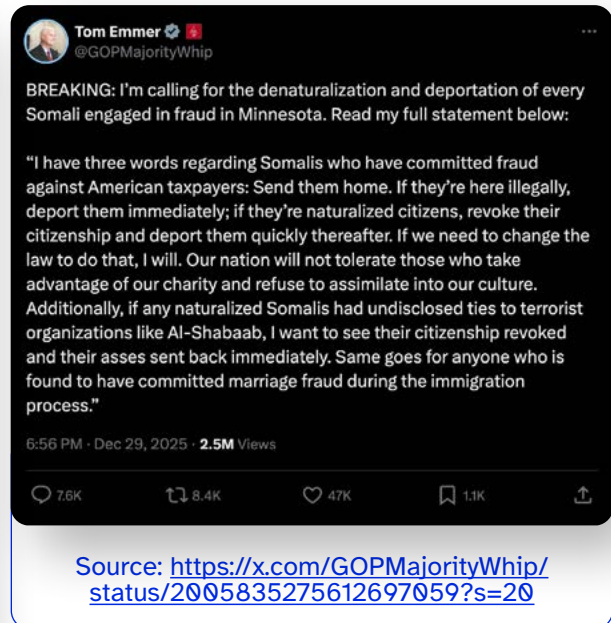 Tom Emmer
@GOPMajorityWhip
BREAKING: I'm calling for the denaturalization and deportation of every
Somali engaged in fraud in Minnesota. Read my full statement below:
“I have three words regarding Somalis who have committed fraud
against American taxpayers: Send them home. If they're here illegally,
deport them immediately; if they're naturalized citizens, revoke their
citizenship and deport them quickly thereafter. If we need to change the
law to do that, I will. Our nation will not tolerate those who take
advantage of our charity and refuse to assimilate into our culture.
Additionally, if any naturalized Somalis had undisclosed ties to terrorist
organizations like Al-Shabaab, I want to see their citizenship revoked
and their asses sent back immediately. Same goes for anyone who is
found to have committed marriage fraud during the immigration
process.”
6:56 PM · Dec 29, 2025 · 2.5M Views
7.6K 8.4K 47K 1.1K
Source: https://x.com/GOPMajorityWhip/
status/2005835275612697059?s=20